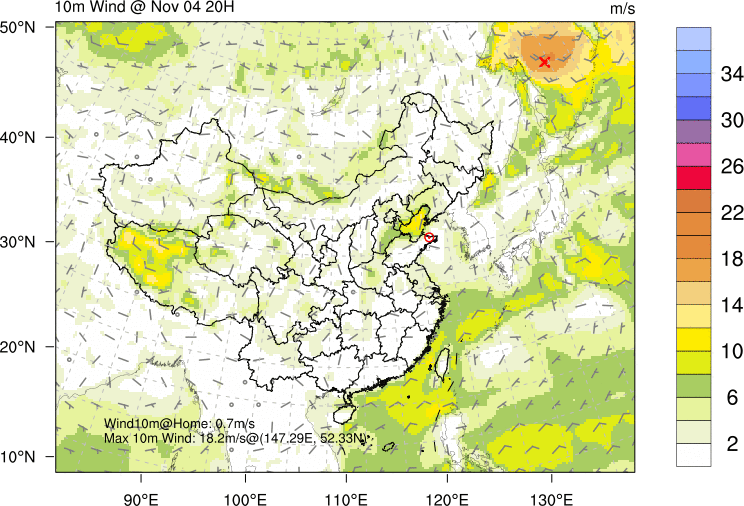 10m Wind @ Nov 04 20H
m/s
50°N
40°N
30°N
20°N
10°N
34
30
26
22
18
14
10
6
2
Wind10m@Home: 0.7m/s
Max 10m Wind: 18.2m/s@(147.29E, 52.33N)
90°E
100°E
110°E
120°E
130°E